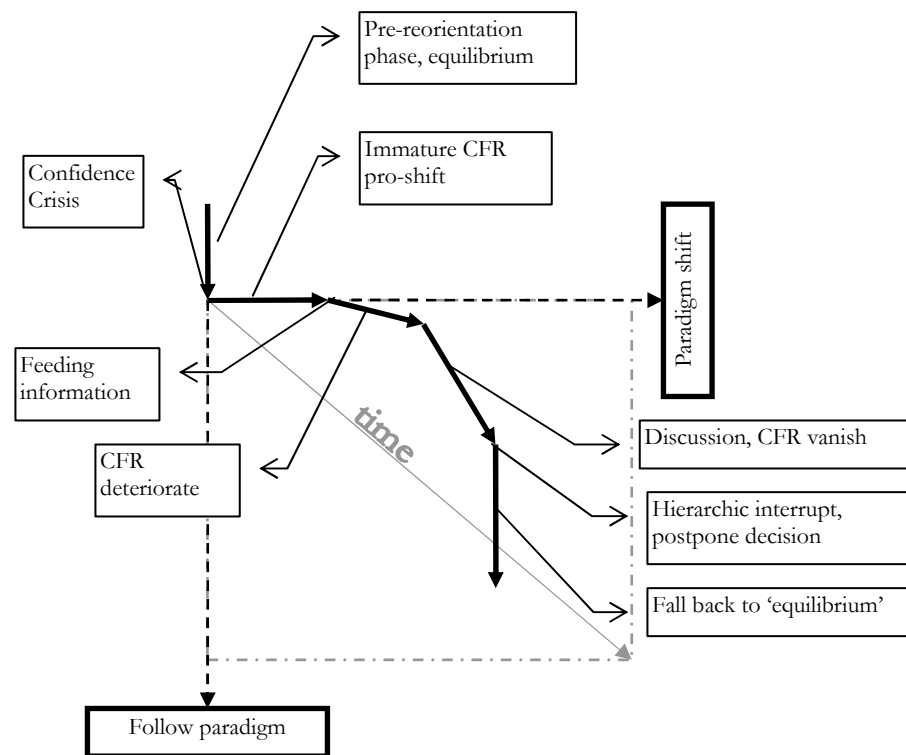 Pre-reorientation
phase, equilibrium
Immature CFR
pro-shift
Confidence
Crisis
Paradigm shift
Feeding
information
time
CFR
deteriorate
Discussion, CFR vanish
Hierarchic interrupt,
postpone decision
Fall back to ‘equilibrium’
Follow paradigm